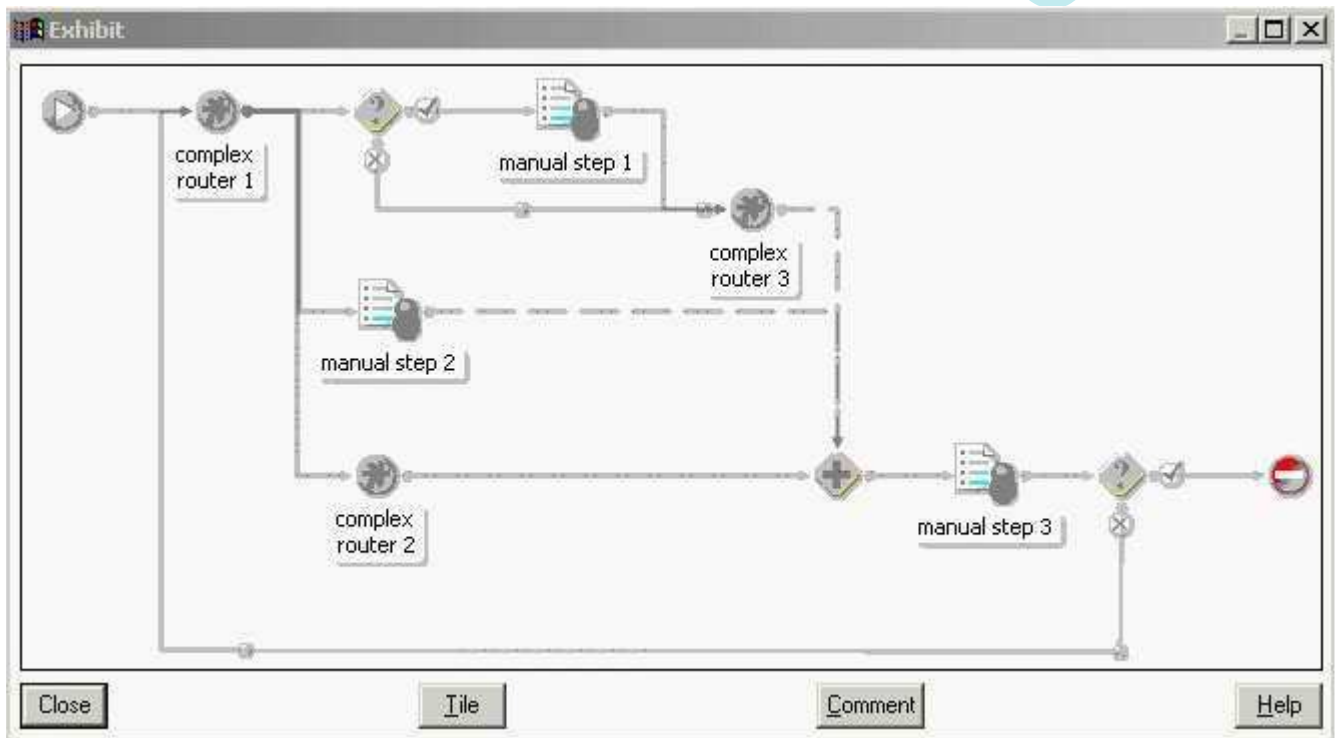 Exhibit
complex
router 1
manual step 1
complex
router 3
manual step 2
complex
router 2
manual step 3
Close
Tile
Comment
Help